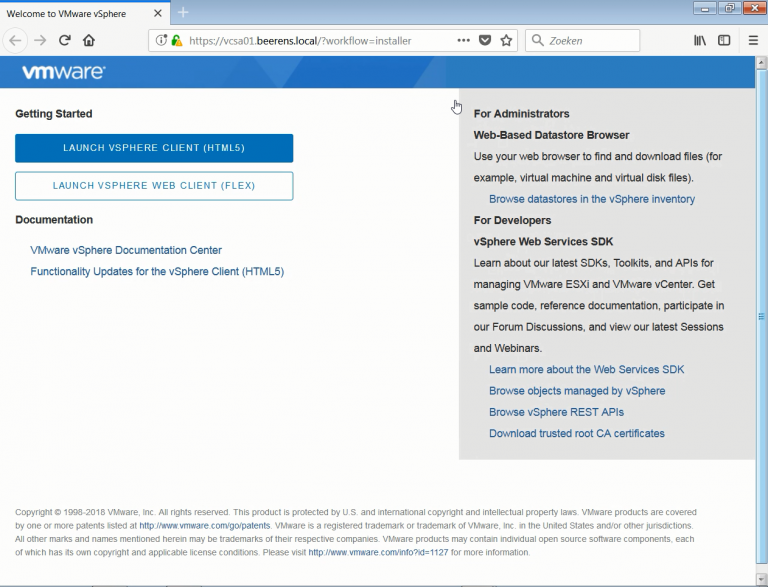 Welcome to VMware vSphere
https://vcsa01.beerens.local/?workflow=installer
Zoeken
vmware®
Getting Started
LAUNCH VSPHERE CLIENT (HTML5)
LAUNCH VSPHERE WEB CLIENT (FLEX)
Documentation
VMware vSphere Documentation Center
Functionality Updates for the vSphere Client (HTML5)
For Administrators
Web-Based Datastore Browser
Use your web browser to find and download files (for
example, virtual machine and virtual disk files).
Browse datastores in the vSphere inventory
For Developers
vSphere Web Services SDK
Learn about our latest SDKs, Toolkits, and APIs for
managing VMware ESXi and VMware vCenter. Get
sample code, reference documentation, participate in
our Forum Discussions, and view our latest Sessions
and Webinars.
Learn more about the Web Services SDK
Browse objects managed by vSphere
Browse vSphere REST APIs
Download trusted root CA certificates
Copyright © 1998-2018 VMware, Inc. All rights reserved. This product is protected by U.S. and international copyright and intellectual property laws. VMware products are covered
by one or more patents listed at http://www.vmware.com/go/patents. VMware is a registered trademark or trademark of VMware, Inc. in the United States and/or other jurisdictions.
All other marks and names mentioned herein may be trademarks of their respective companies. VMware products may contain individual open source software components, each
of which has its own copyright and applicable license conditions. Please visit http://www.vmware.com/info?id=1127 for more information.